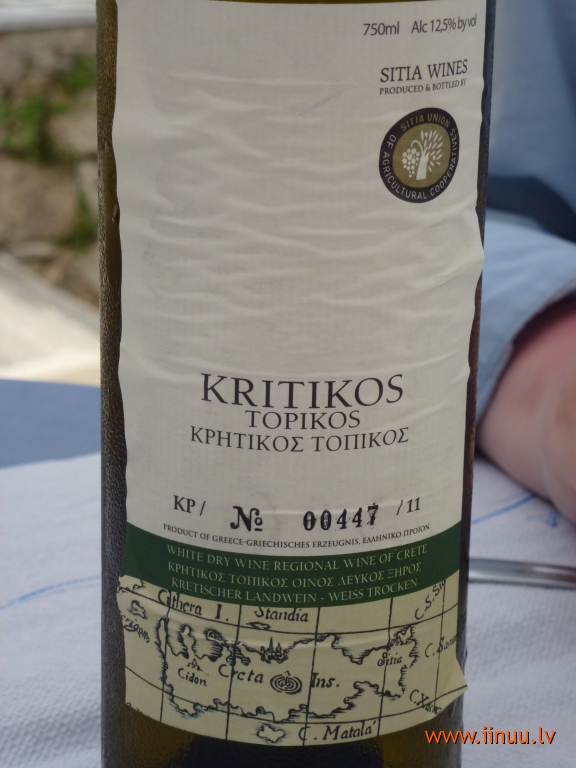 750ml Alc 12,5% by vol
SITIA WINES
PRODUCED & BOTTLED BY
SITIA UNION
OF AGRICULTURAL COOPERATIVES
KRITIKOS
TOPIKOS
ΚΡΗΤΙΚΟΣ ΤΟΠΙΚΟΣ
KP / № 00447 / 11
PRODUCT OF GREECE-GRIECHISCHES ERZEUGNIS, ΕΛΛΗΝΙΚΟ ΠΡΟΪΟΝ
WHITE DRY WINE REGIONAL WINE OF CRETE
ΚΡΗΤΙΚΟΣ ΤΟΠΙΚΟΣ ΟΙΝΟΣ ΛΕΥΚΟΣ ΞΗΡΟΣ
KRETISCHER LANDWEIN - WEISS TROCKEN
Cithera I. Standia
Sitia
Cidon Creta Ins.
C. Matala
www.iinuu.lv